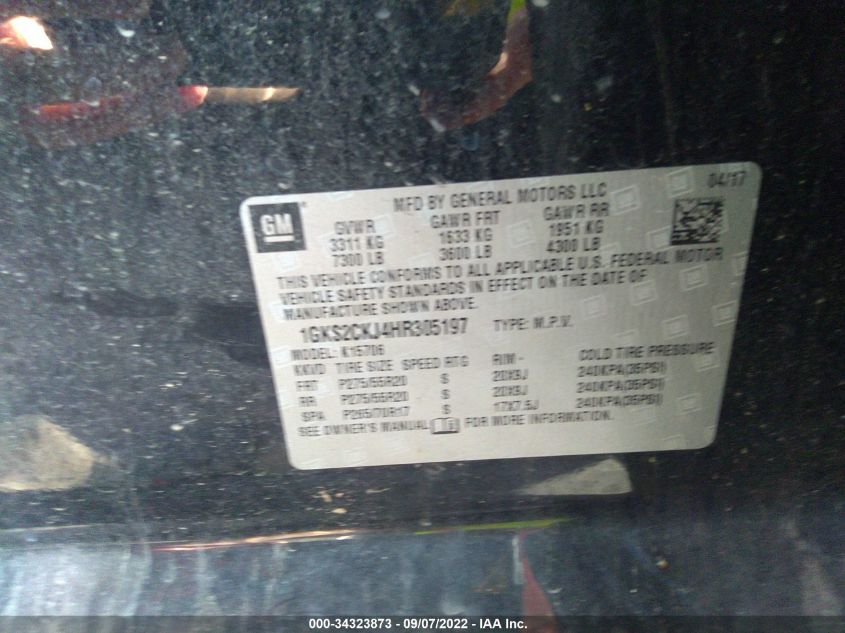 MFD BY GENERAL MOTORS LLC 04/17
GM GVWR GAWR FRT GAWR RR
3311 KG 1633 KG 1951 KG
7300 LB 3600 LB 4300 LB
THIS VEHICLE CONFORMS TO ALL APPLICABLE U.S. FEDERAL MOTOR
VEHICLE SAFETY STANDARDS IN EFFECT ON THE DATE OF
MANUFACTURE SHOWN ABOVE.
1GKS2CKJ4HR305197 TYPE: M.P.V.
MODEL: K15706
TIRE SIZE SPEED RTG RIM COLD TIRE PRESSURE
FRT P275/55R20 S 20X9J 240KPA(35PSI)
RR P275/55R20 S 20X9J 240KPA(35PSI)
SPA P265/70R17 S 17X7.5J 240KPA(35PSI)
SEE OWNER'S MANUAL FOR MORE INFORMATION.
000-34323873 - 09/07/2022 - IAA Inc.